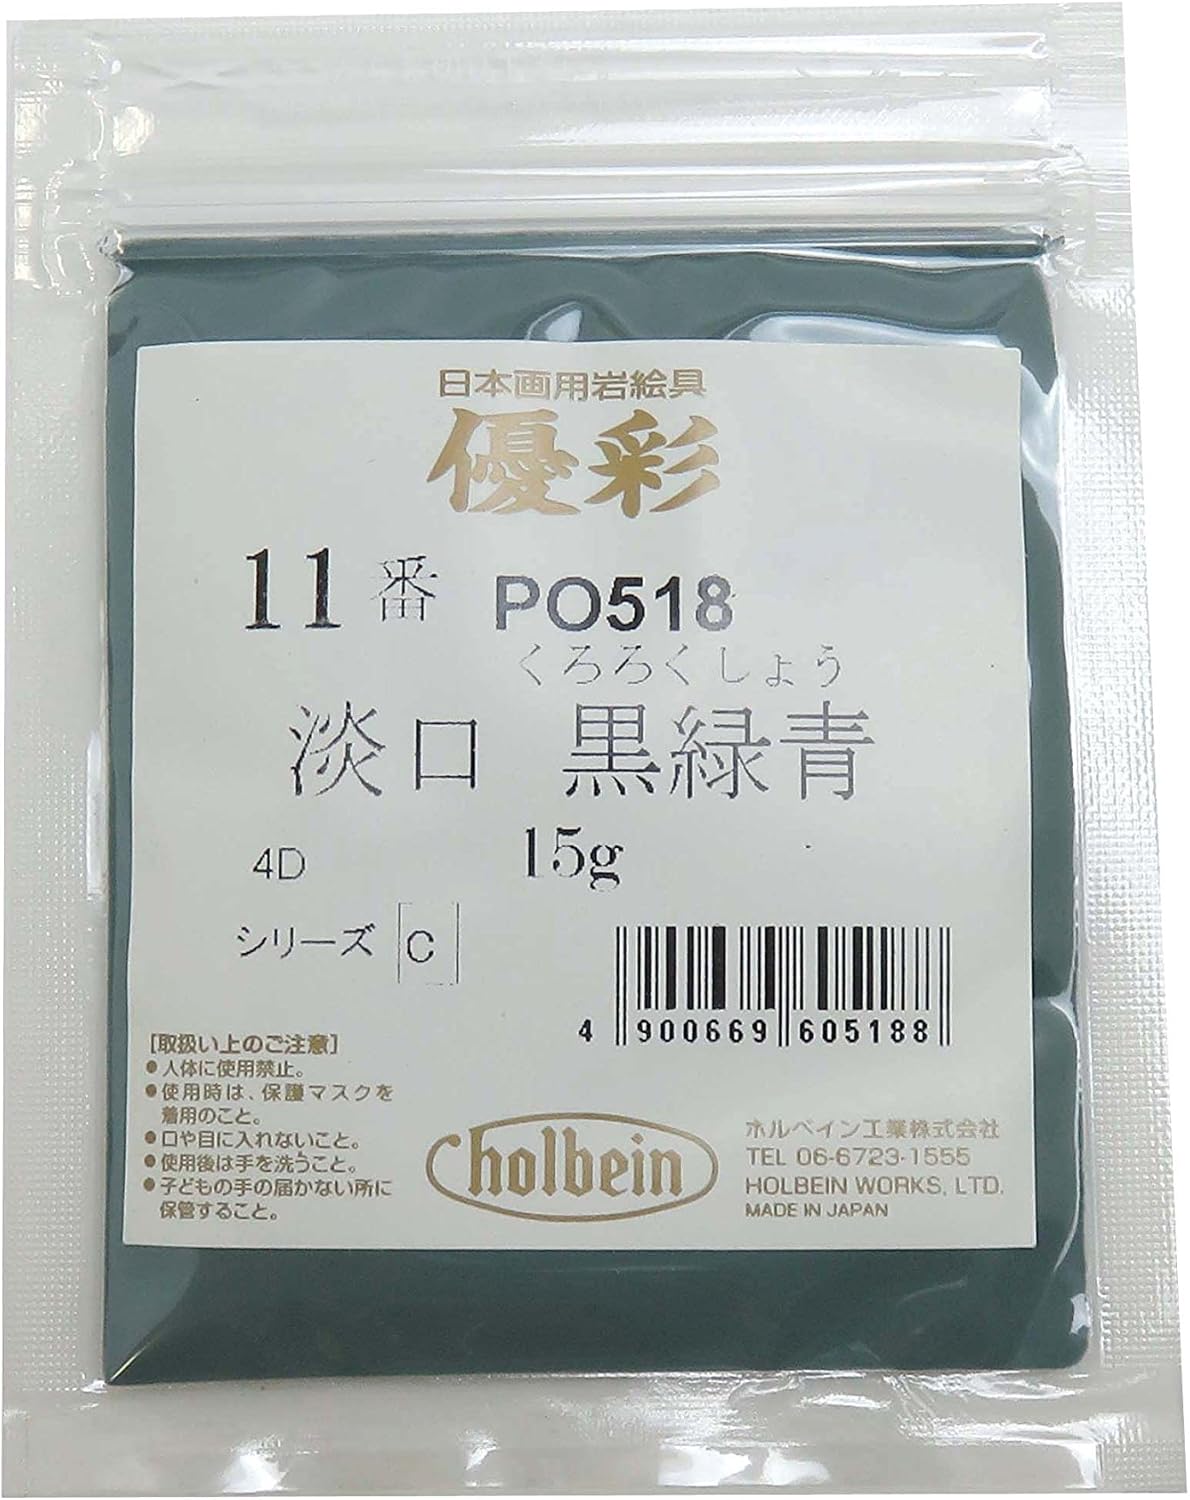 日本画用岩絵具
優彩
11番 PO518
くろろくしょう
淡口 黒緑青
4D 15g
シリーズ C
4 900669 605188
[取扱い上のご注意]
●人体に使用禁止。
●使用時は、保護マスクを
着用のこと。
●口や目に入れないこと。
●使用後は手を洗うこと。
●子どもの手の届かない所に
保管すること。
holbein
ホルベイン工業株式会社
TEL 06-6723-1555
HOLBEIN WORKS, LTD.
MADE IN JAPAN